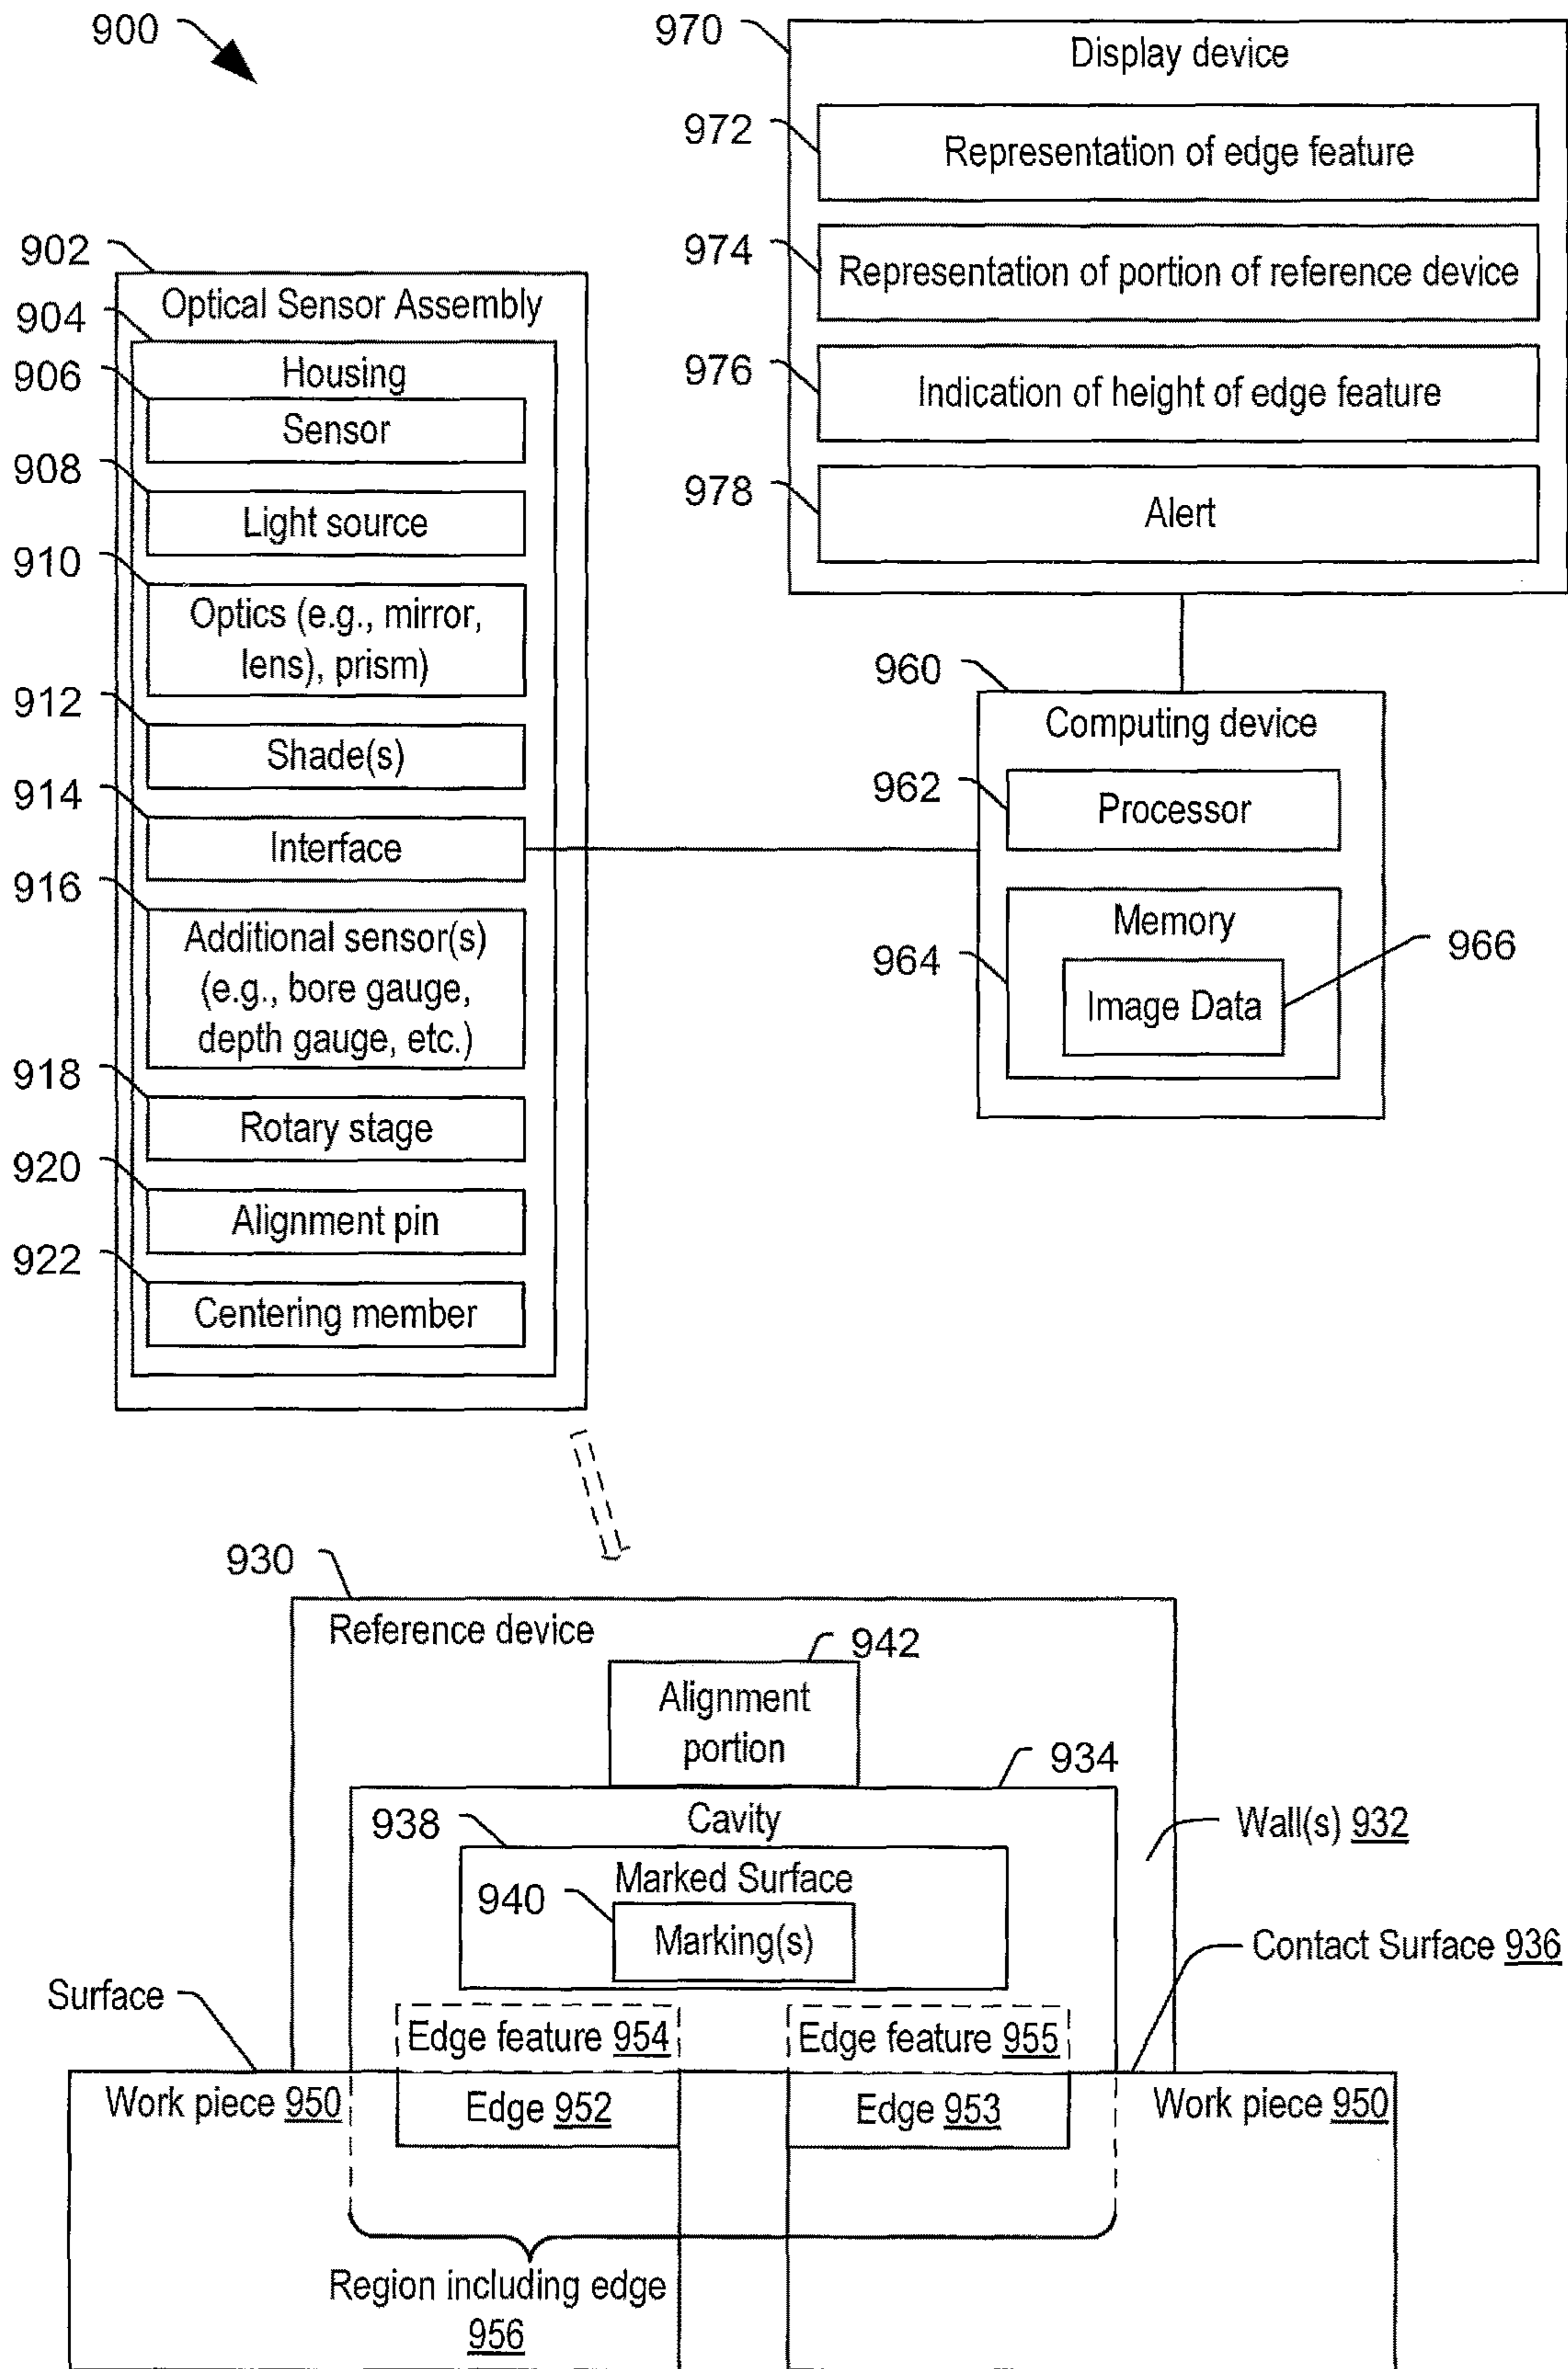 900
970
Display device
972
Representation of edge feature
974
Representation of portion of reference device
976
Indication of height of edge feature
978
Alert
902
Optical Sensor Assembly
904
Housing
906
Sensor
908
Light source
910
Optics (e.g., mirror,
lens), prism)
912
Shade(s)
914
Interface
916
Additional sensor(s)
(e.g., bore gauge,
depth gauge, etc.)
918
Rotary stage
920
Alignment pin
922
Centering member
960
Computing device
962
Processor
964
Memory
966
Image Data
930
Reference device
942
Alignment
portion
934
Cavity
938
Marked Surface
940
Marking(s)
Wall(s) 932
Contact Surface 936
Surface
Edge feature 954
Edge feature 955
Work piece 950
Edge 952
Edge 953
Work piece 950
Region including edge
956